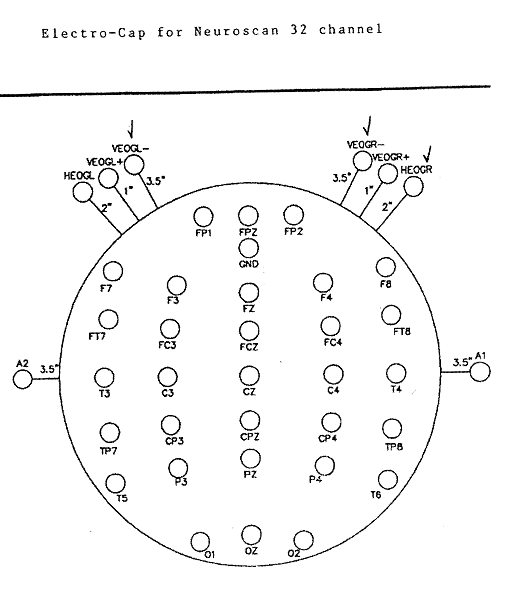 Electro-Cap for Neuroscan 32 channel
VEOGL- VEOGR-
VEOGL+ VEOGR+
HEOGL HEOGR
3.5" 3.5"
1" 1"
2" 2"
FP1 FPZ FP2
GND
F7 F3 FZ F4 F8
FT7 FC3 FCZ FC4 FT8
A2 3.5" 3.5" A1
T3 C3 CZ C4 T4
TP7 CP3 CPZ CP4 TP8
T5 P3 PZ P4 T6
O1 OZ O2